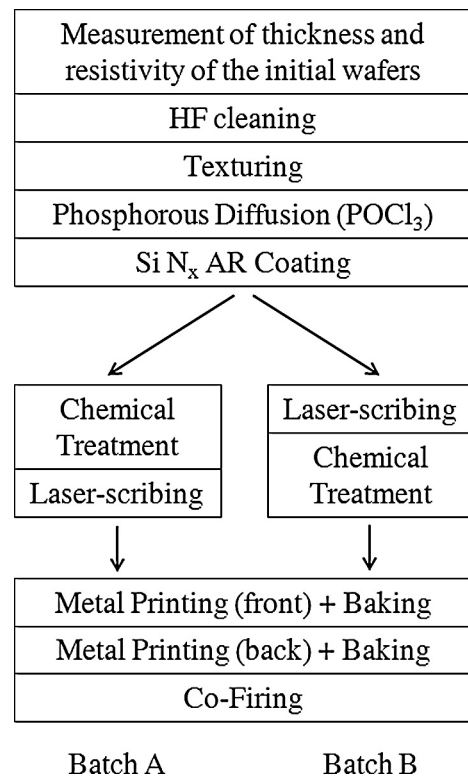 Measurement of thickness and
resistivity of the initial wafers
HF cleaning
Texturing
Phosphorous Diffusion (POCl₃)
Si Nₓ AR Coating
Chemical
Treatment
Laser-scribing
Laser-scribing
Chemical
Treatment
Metal Printing (front) + Baking
Metal Printing (back) + Baking
Co-Firing
Batch A
Batch B